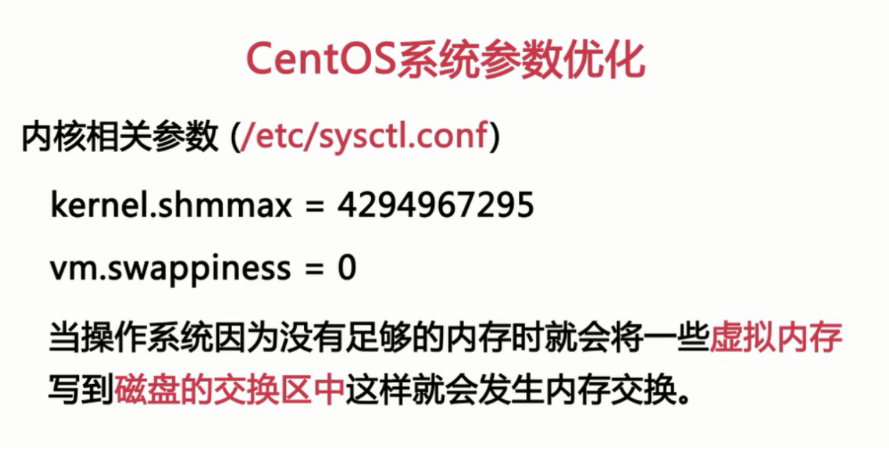 CentOS系统参数优化
内核相关参数 (/etc/sysctl.conf)
kernel.shmmax = 4294967295
vm.swappiness = 0
当操作系统因为没有足够的内存时就会将一些虚拟内存
写到磁盘的交换区中这样就会发生内存交换。